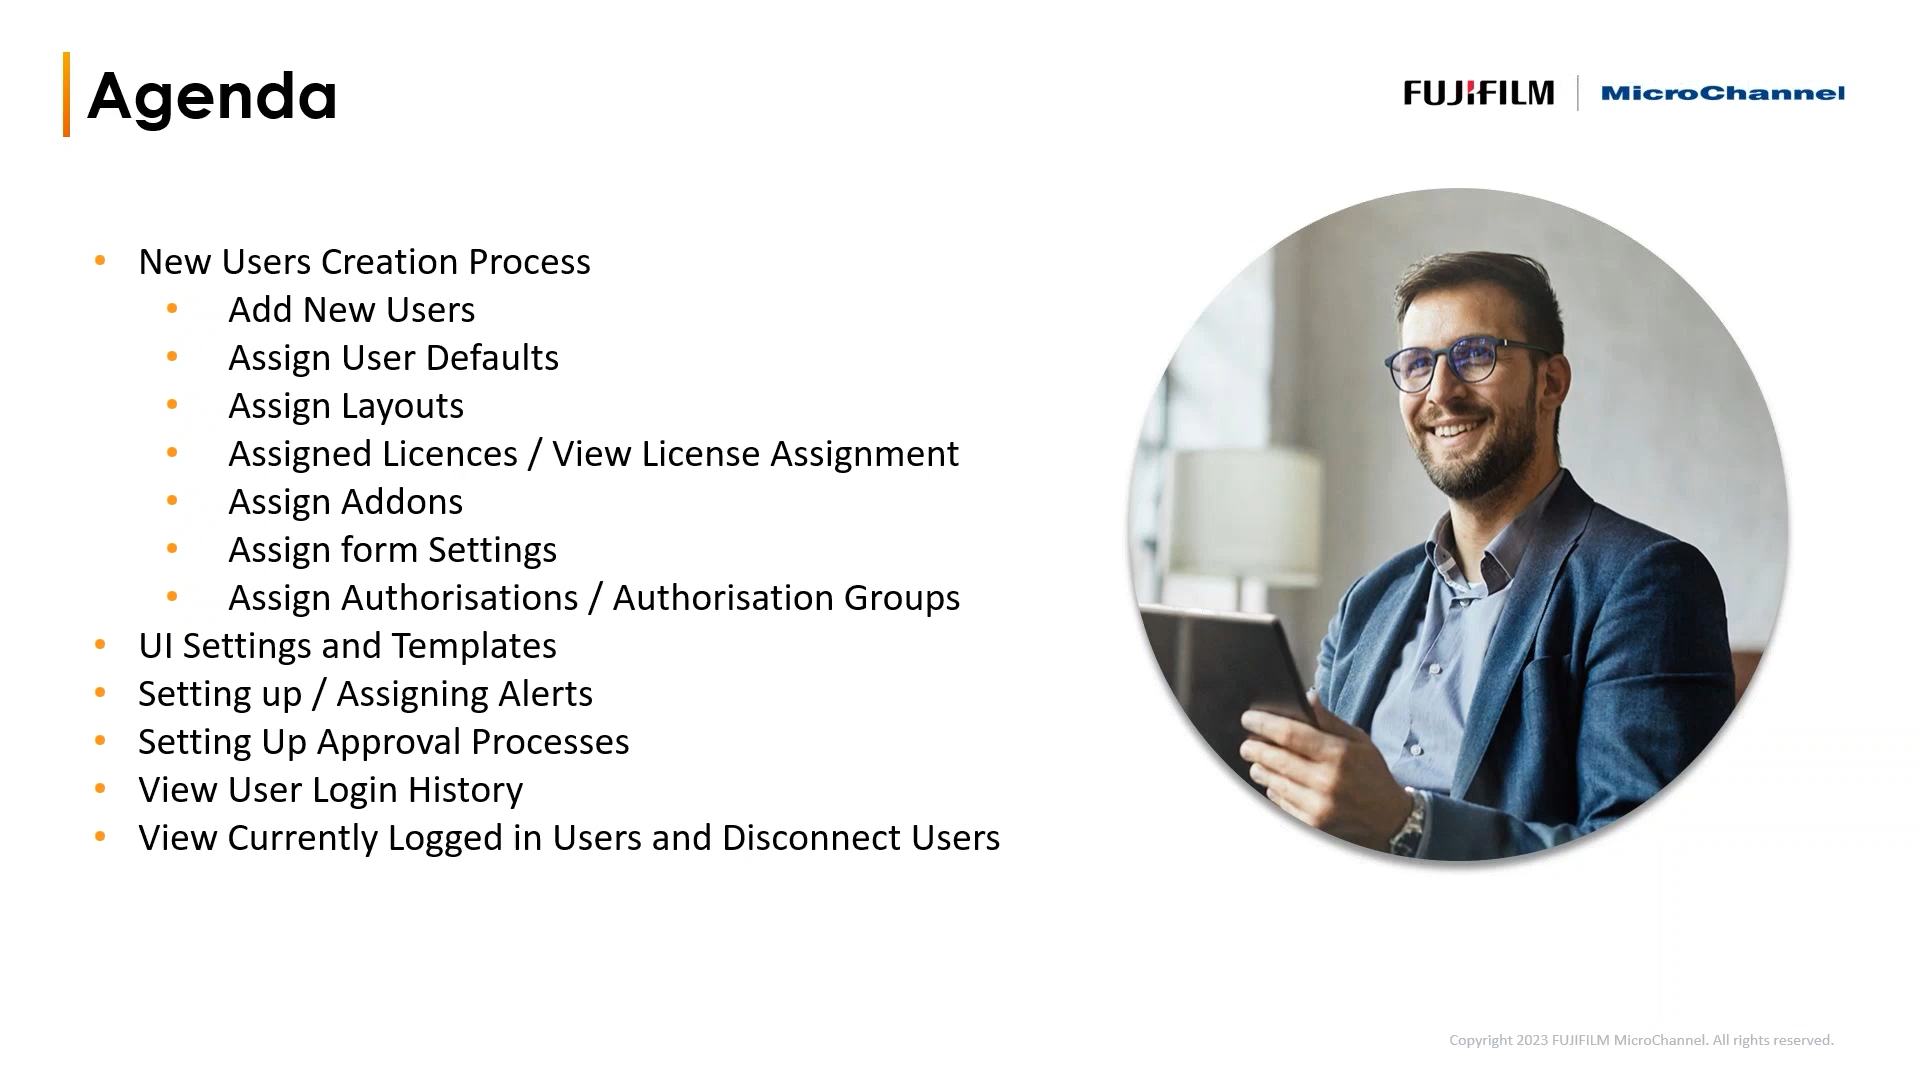 Agenda
FUJIFILM | MicroChannel
• New Users Creation Process
• Add New Users
• Assign User Defaults
• Assign Layouts
• Assigned Licences / View License Assignment
• Assign Addons
• Assign form Settings
• Assign Authorisations / Authorisation Groups
• UI Settings and Templates
• Setting up / Assigning Alerts
• Setting Up Approval Processes
• View User Login History
• View Currently Logged in Users and Disconnect Users
Copyright 2023 FUJIFILM MicroChannel. All rights reserved.